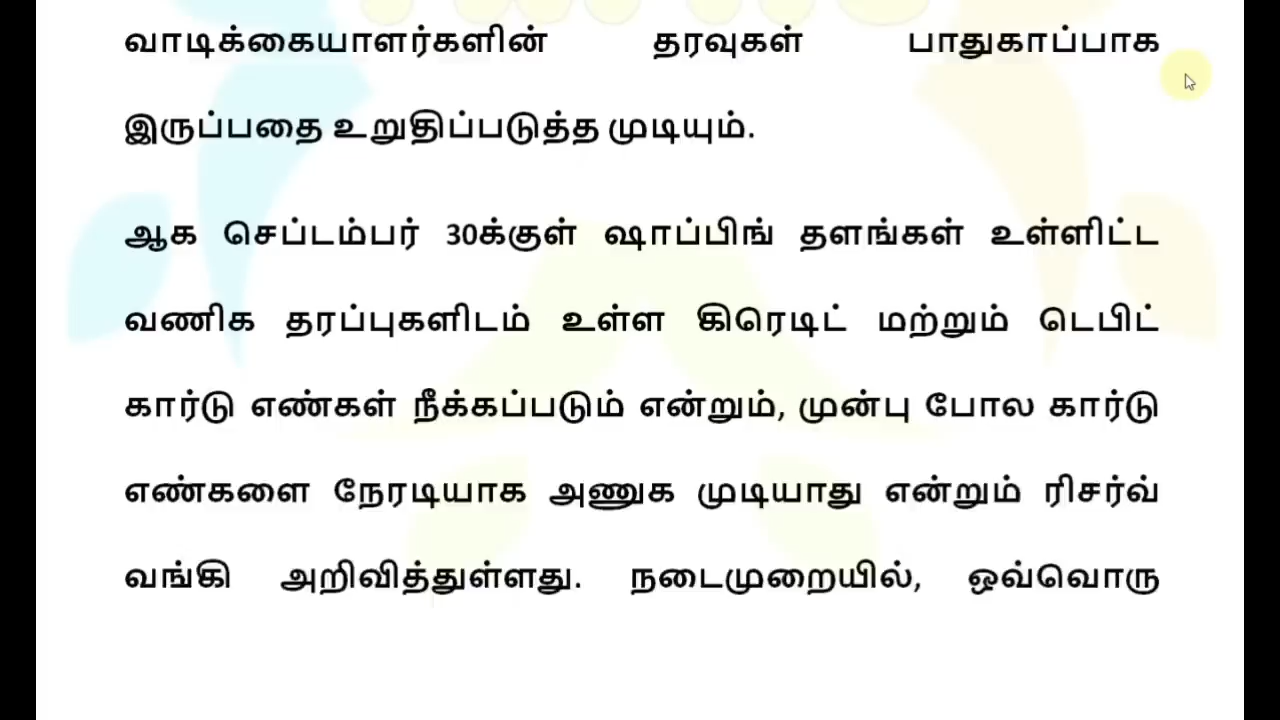 வாடிக்கையாளர்களின் தரவுகள் பாதுகாப்பாக
இருப்பதை உறுதிப்படுத்த முடியும்.
ஆக செப்டம்பர் 30க்குள் ஷாப்பிங் தளங்கள் உள்ளிட்ட
வணிக தரப்புகளிடம் உள்ள கிரெடிட் மற்றும் டெபிட்
கார்டு எண்கள் நீக்கப்படும் என்றும், முன்பு போல கார்டு
எண்களை நேரடியாக அணுக முடியாது என்றும் ரிசர்வ்
வங்கி அறிவித்துள்ளது. நடைமுறையில், ஒவ்வொரு